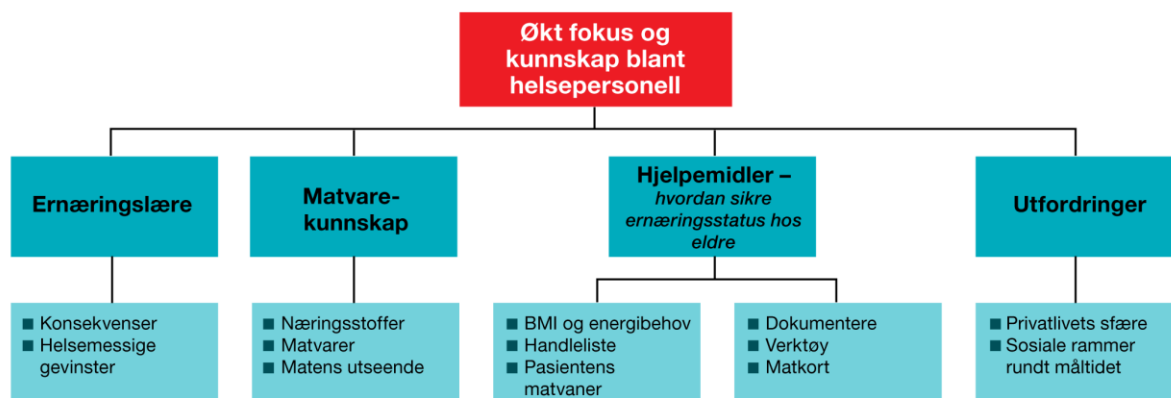 Økt fokus og
kunnskap blant
helsepersonell
Ernæringslære
Matvare-
kunnskap
Hjelpemidler –
hvordan sikre
ernæringsstatus hos
eldre
Utfordringer
■ Konsekvenser
■ Helsemessige
gevinster
■ Næringsstoffer
■ Matvarer
■ Matens utseende
■ BMI og energibehov
■ Handleliste
■ Pasientens
matvaner
■ Dokumentere
■ Verktøy
■ Matkort
■ Privatlivets sfære
■ Sosiale rammer
rundt måltidet